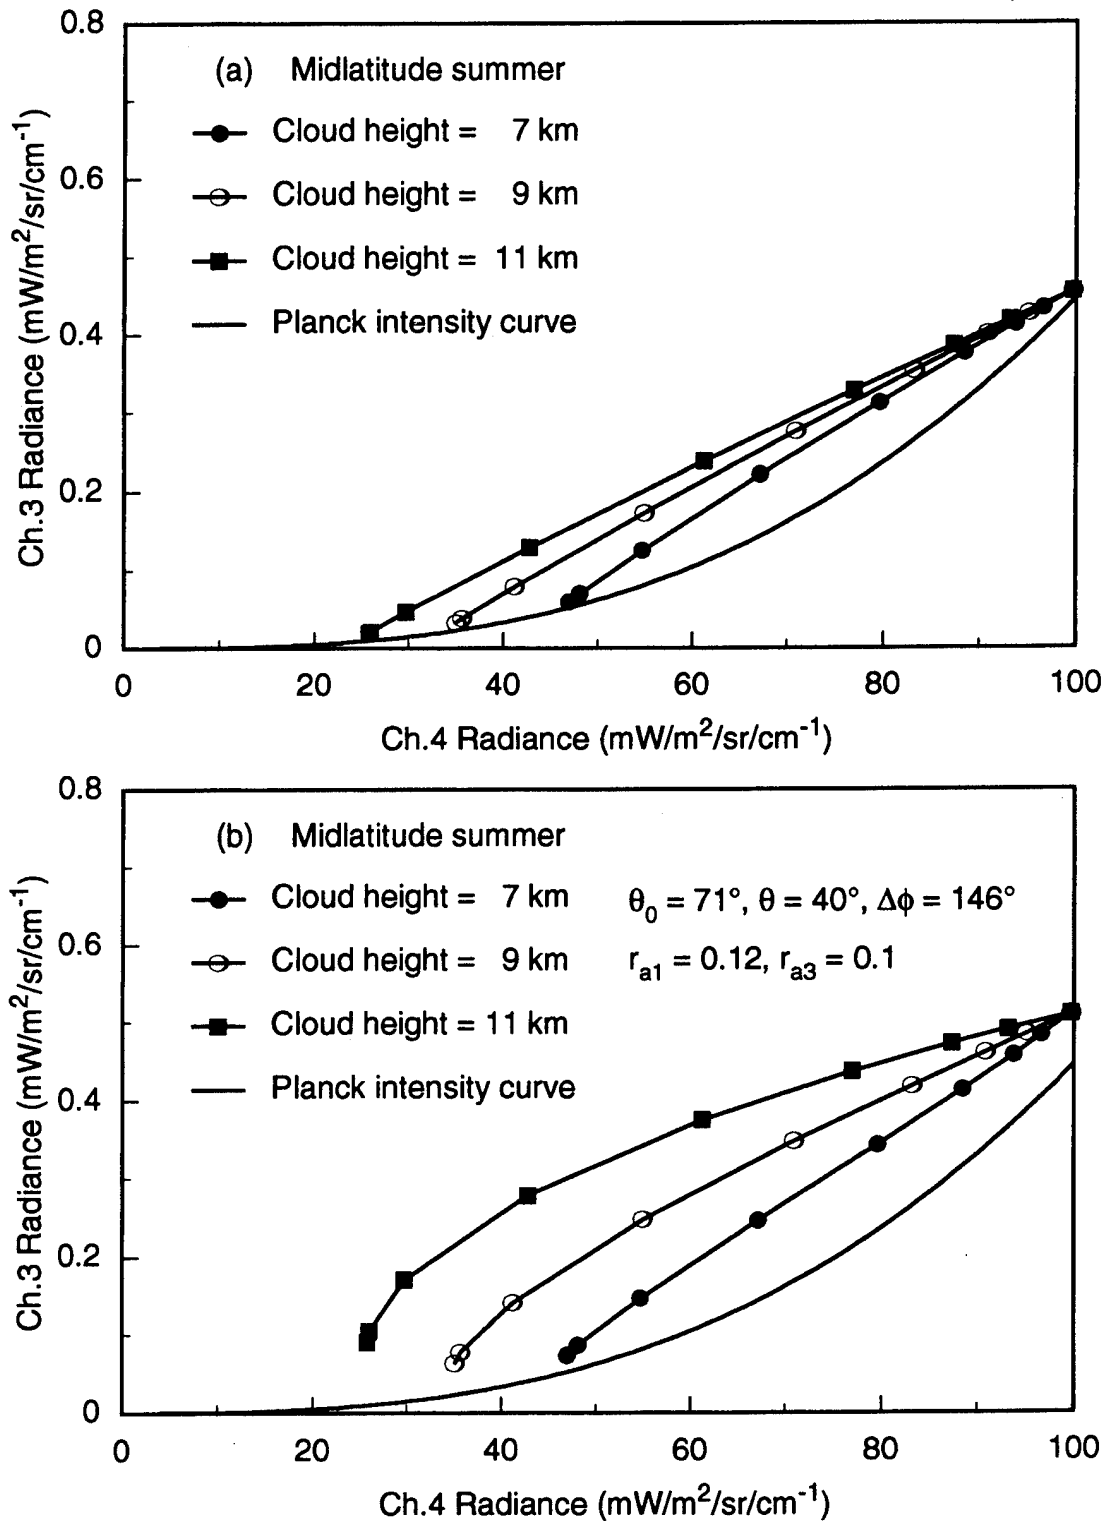 0.8
(a) Midlatitude summer
Cloud height = 7 km
0.6
Cloud height = 9 km
Cloud height = 11 km
Planck intensity curve
0.4
0.2
0
Ch.3 Radiance (mW/m²/sr/cm⁻¹)
0 20 40 60 80 100
Ch.4 Radiance (mW/m²/sr/cm⁻¹)
0.8
(b) Midlatitude summer
Cloud height = 7 km θ₀ = 71°, θ = 40°, Δϕ = 146°
0.6
Cloud height = 9 km rₐ₁ = 0.12, rₐ₃ = 0.1
Cloud height = 11 km
Planck intensity curve
0.4
0.2
0
Ch.3 Radiance (mW/m²/sr/cm⁻¹)
0 20 40 60 80 100
Ch.4 Radiance (mW/m²/sr/cm⁻¹)